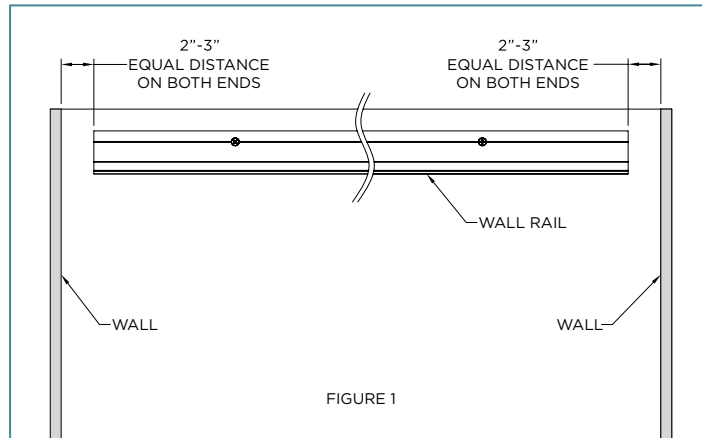 2”-3”
EQUAL DISTANCE
ON BOTH ENDS
2”-3”
EQUAL DISTANCE
ON BOTH ENDS
WALL RAIL
WALL
WALL
FIGURE 1